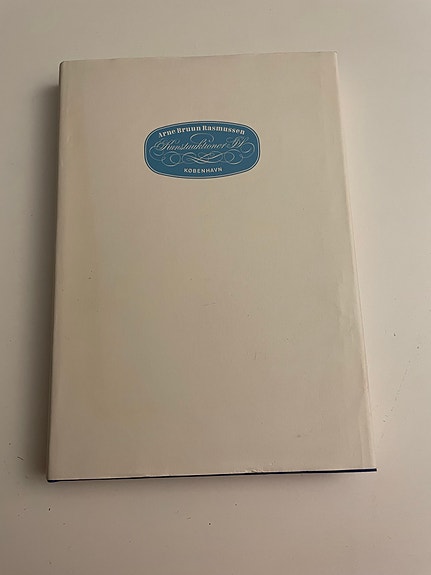 Arne Bruun Rasmussen
Kunstauktioner
KØBENHAVN